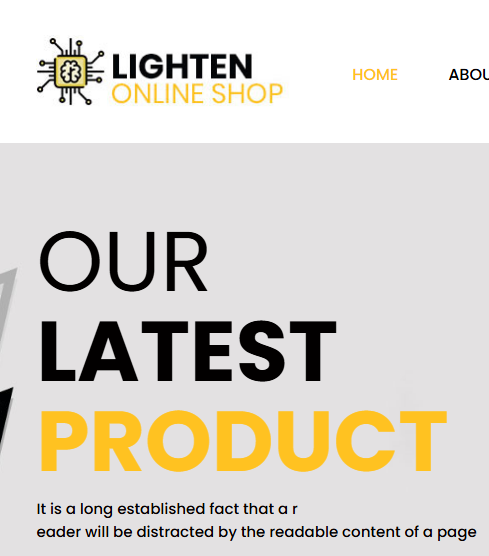 LIGHTEN
ONLINE SHOP
HOME
ABOU
OUR
LATEST
PRODUCT
It is a long established fact that a r
eader will be distracted by the readable content of a page